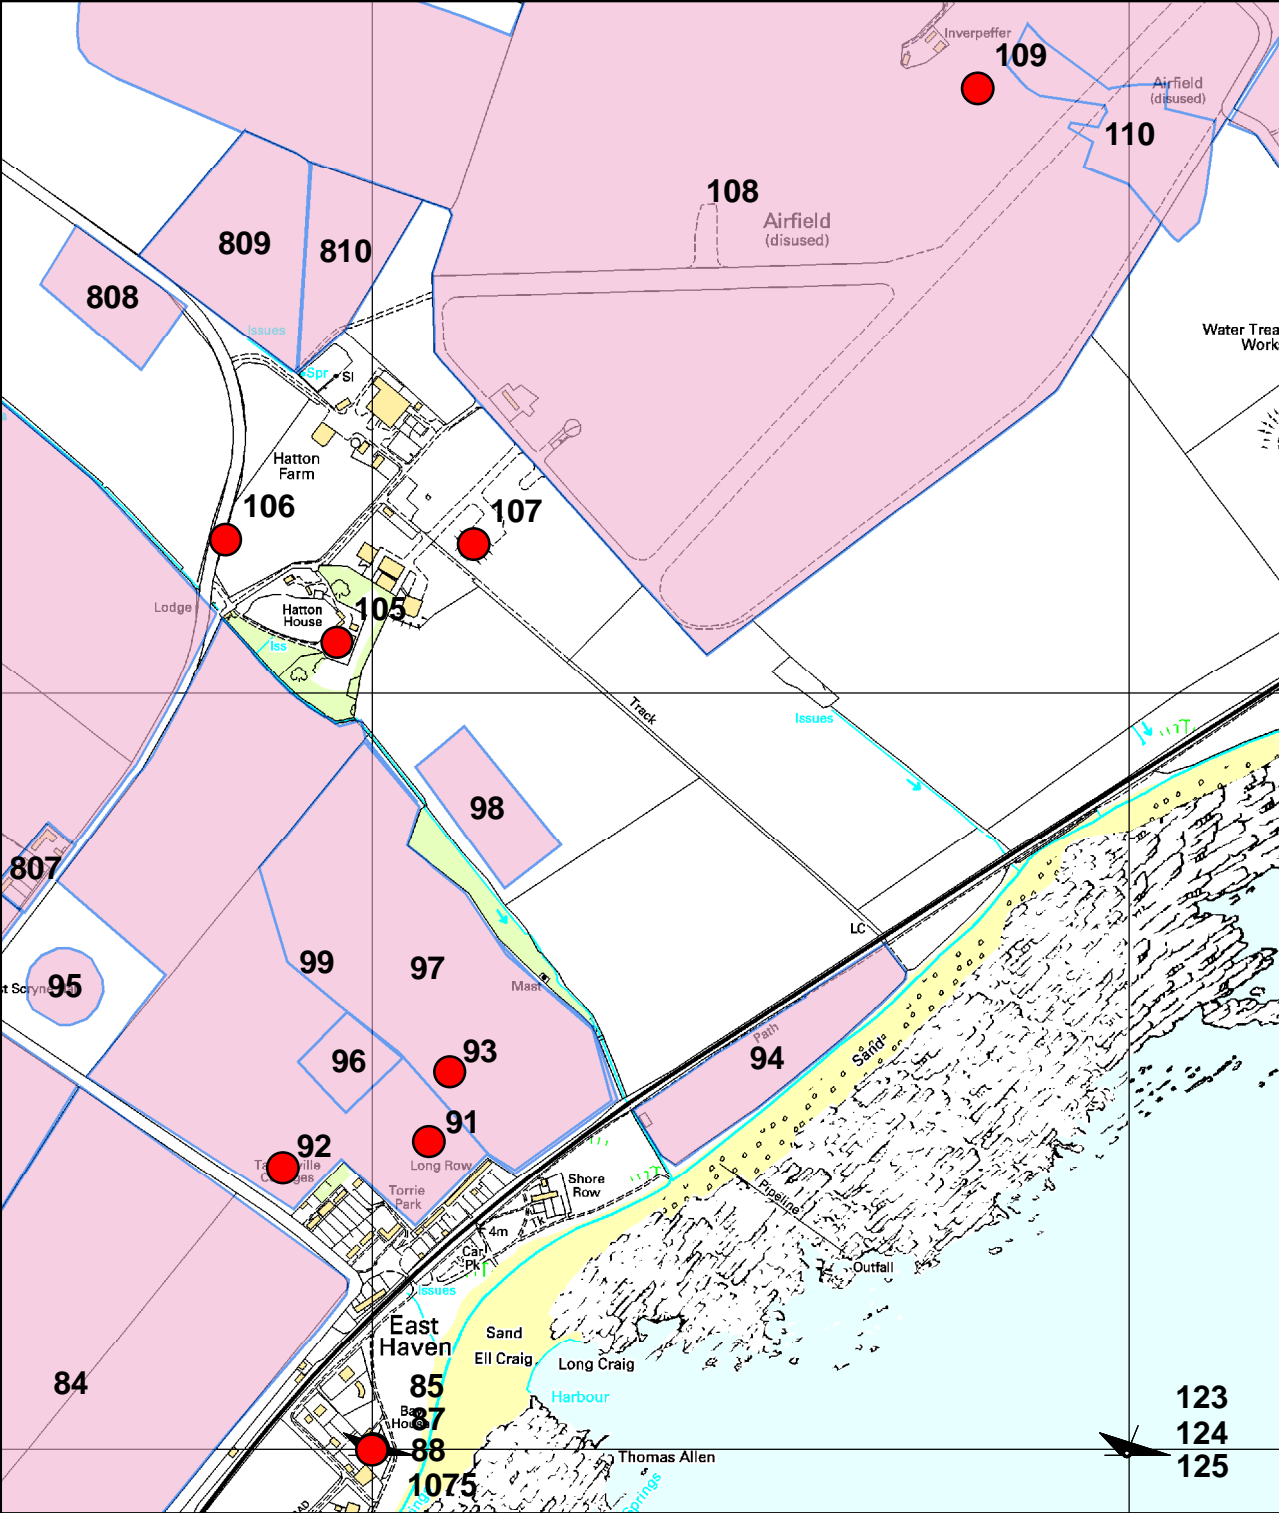 Inverpeffer
109
Airfield
(disused)
110
108
Airfield
(disused)
809
810
808
Issues
Spr
SI
Water Trea
Work
Hatton
Farm
106
107
Lodge
Hatton
House
105
Iss
Track
Issues
98
807
LC
99
97
95
Mast
Path
Sand
94
96
93
91
92
Long Row
Torrie
Park
Shore
Row
Tk
4m
Car
Pk
Pipeline
Outfall
Issues
East
Haven
Sand
Ell Craig
Long Craig
84
85
Harbour
87
88
1075
Thomas Allen
Springs
123
124
125